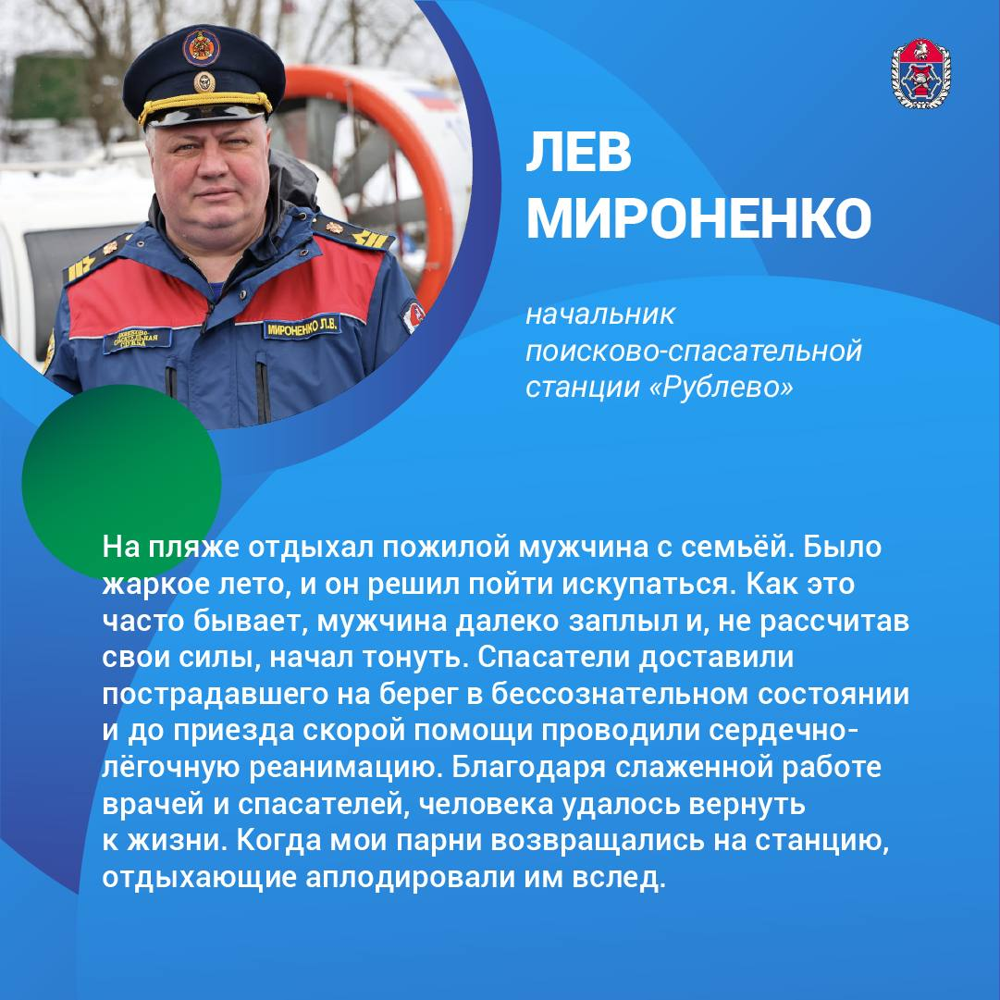 ЛЕВ
МИРОНЕНКО
начальник
поисково-спасательной
станции «Рублево»
МИРОНЕНКО Л.В.
ПОИСКОВО-
СПАСАТЕЛЬНАЯ
СЛУЖБА
На пляже отдыхал пожилой мужчина с семьёй. Было
жаркое лето, и он решил пойти искупаться. Как это
часто бывает, мужчина далеко заплыл и, не рассчитав
свои силы, начал тонуть. Спасатели доставили
пострадавшего на берег в бессознательном состоянии
и до приезда скорой помощи проводили сердечно-
лёгочную реанимацию. Благодаря слаженной работе
врачей и спасателей, человека удалось вернуть
к жизни. Когда мои парни возвращались на станцию,
отдыхающие аплодировали им вслед.